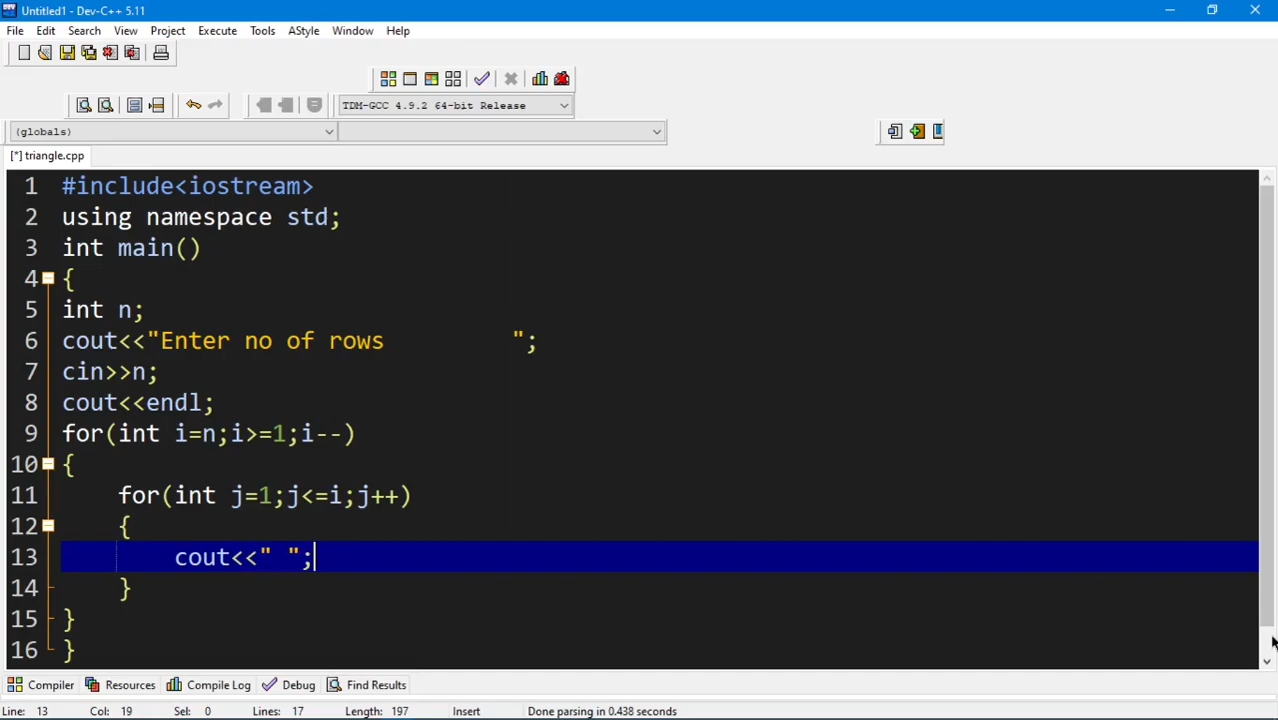 Untitled1 - Dev-C++ 5.11
File Edit Search View Project Execute Tools AStyle Window Help
TDM-GCC 4.9.2 64-bit Release
(globals)
[*] triangle.cpp
1 #include<iostream>
2 using namespace std;
3 int main()
4 {
5 int n;
6 cout<<"Enter no of rows         ";
7 cin>>n;
8 cout<<endl;
9 for(int i=n;i>=1;i--)
10 {
11     for(int j=1;j<=i;j++)
12     {
13         cout<<" ";
14     }
15 }
16 }
Compiler Resources Compile Log Debug Find Results
Line: 13 Col: 19 Sel: 0 Lines: 17 Length: 197 Insert Done parsing in 0.438 seconds